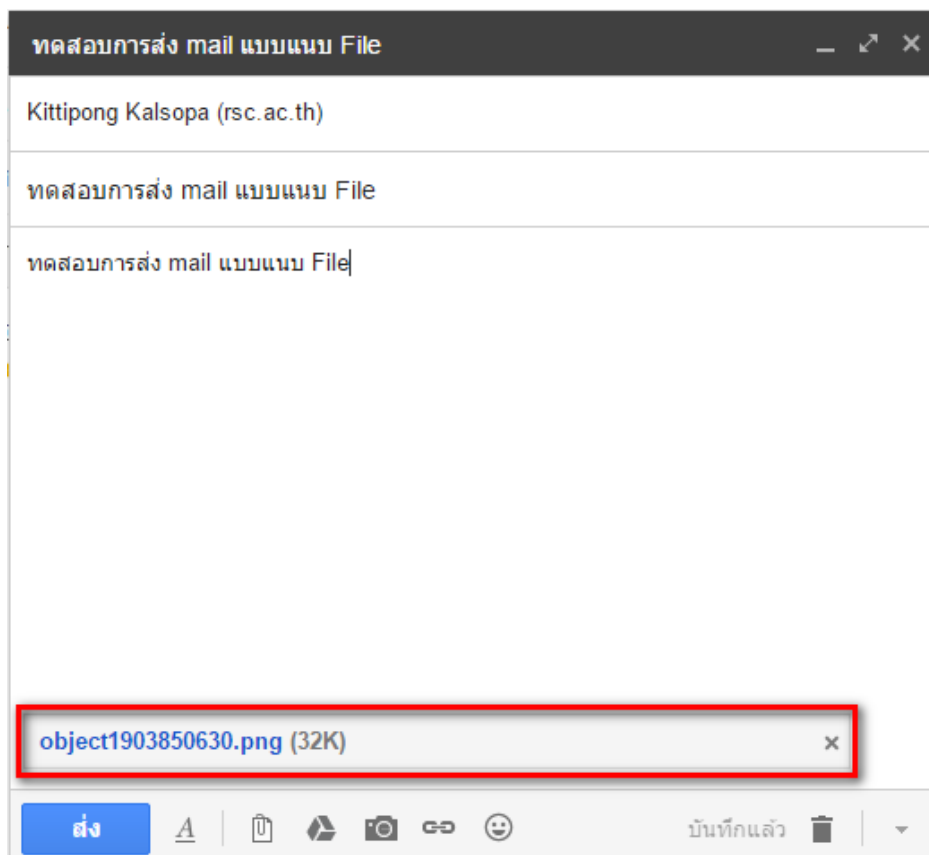 ทดสอบการส่ง mail แบบแนบ File
Kittipong Kalsopa (rsc.ac.th)
ทดสอบการส่ง mail แบบแนบ File
ทดสอบการส่ง mail แบบแนบ File
object1903850630.png (32K)
ส่ง A บันทึกแล้ว